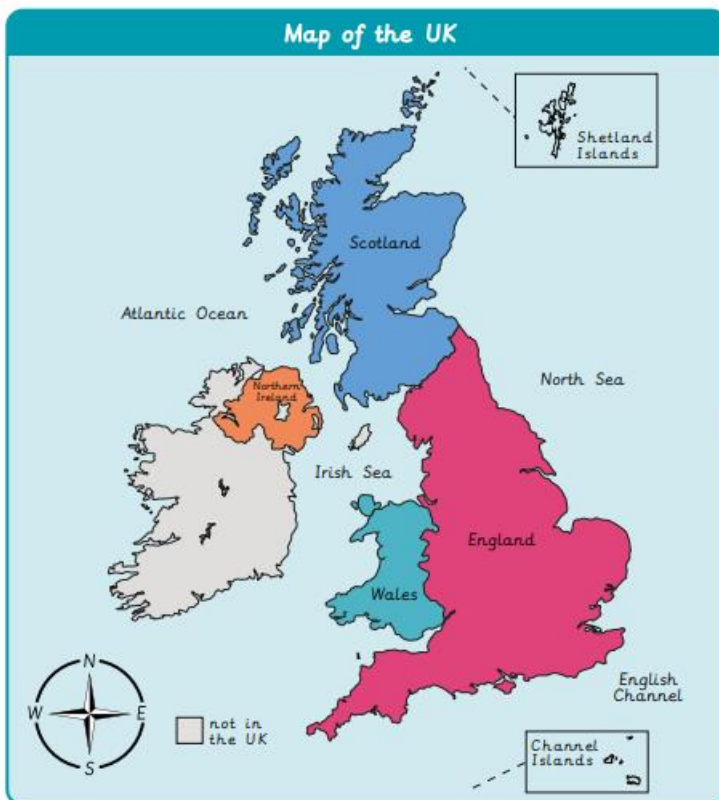 Map of the UK
Shetland
Islands
Scotland
Atlantic Ocean
Northern
Ireland
North Sea
Irish Sea
England
Wales
English
Channel
N
W
E
S
not in
the UK
Channel
Islands